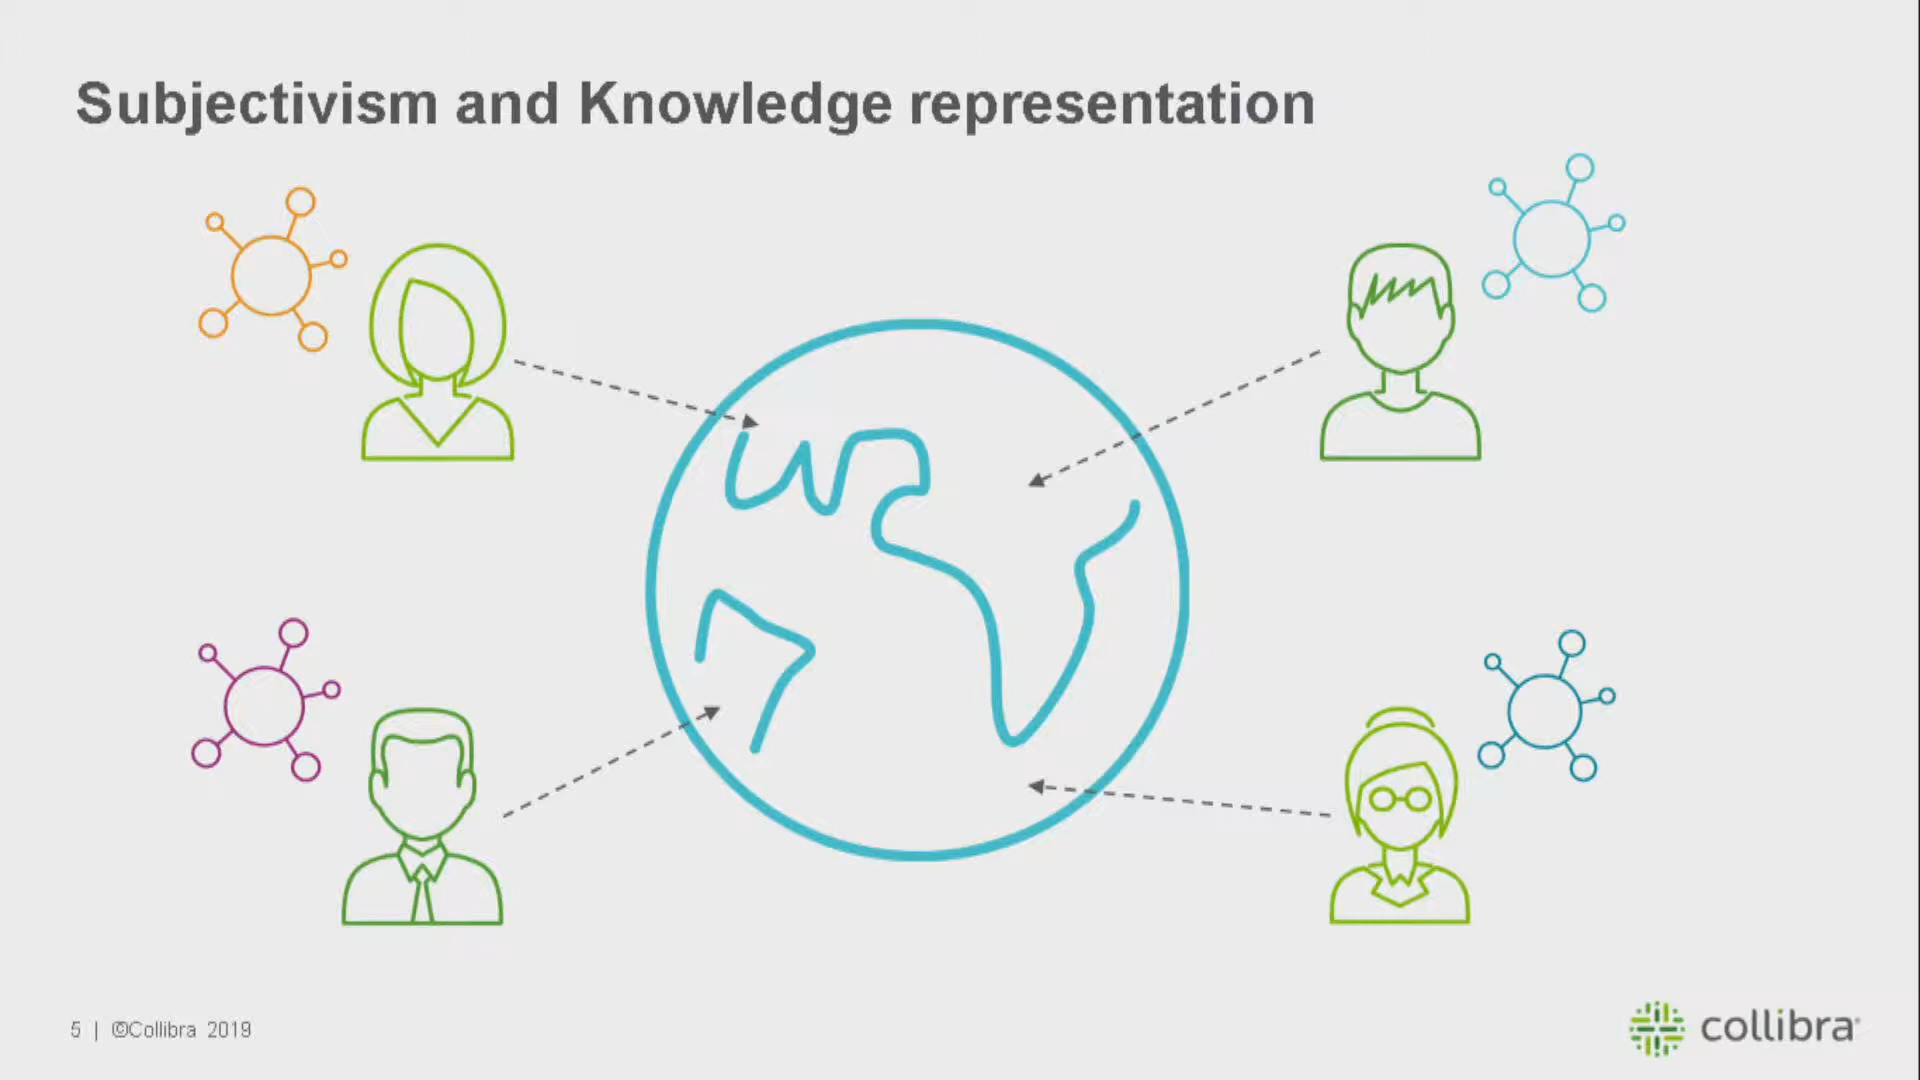 Subjectivism and Knowledge representation
5 | ©Collibra 2019
collibra